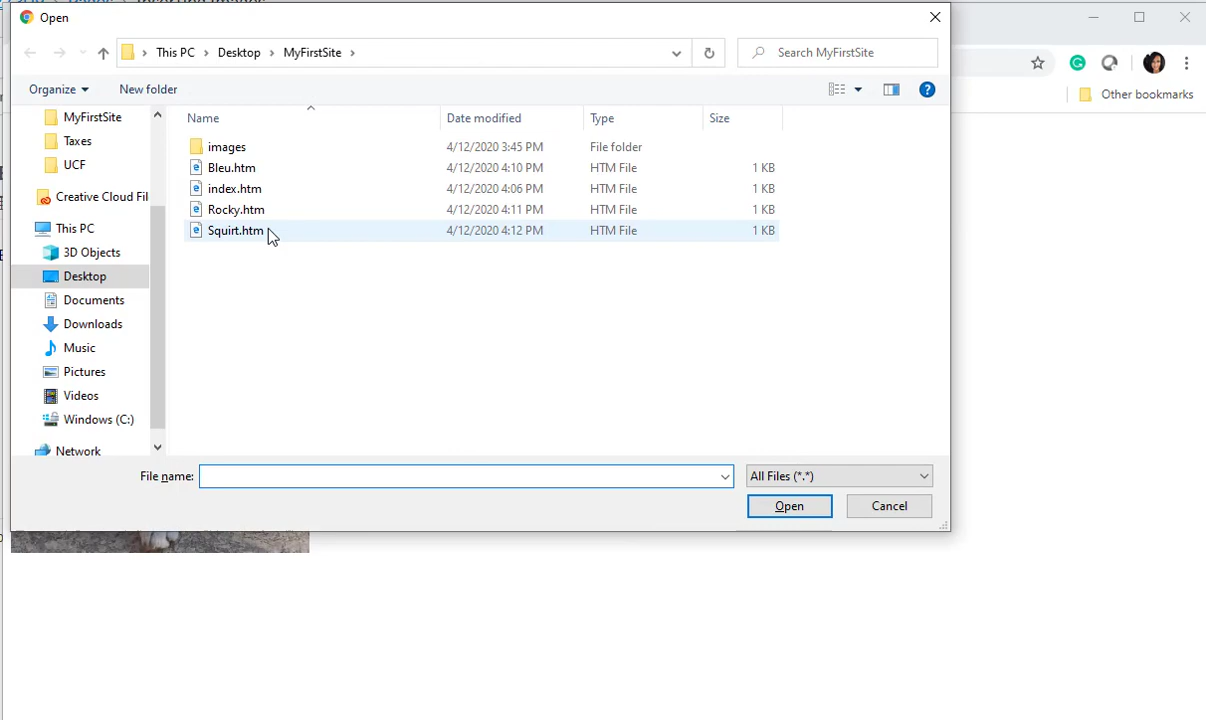 Open
This PC Desktop MyFirstSite
Search MyFirstSite
Organize New folder
Other bookmarks
Name Date modified Type Size
MyFirstSite
Taxes
UCF
Creative Cloud Fil
This PC
3D Objects
Desktop
Documents
Downloads
Music
Pictures
Videos
Windows (C:)
Network
images 4/12/2020 3:45 PM File folder
Bleu.htm 4/12/2020 4:10 PM HTM File 1 KB
index.htm 4/12/2020 4:06 PM HTM File 1 KB
Rocky.htm 4/12/2020 4:11 PM HTM File 1 KB
Squirt.htm 4/12/2020 4:12 PM HTM File 1 KB
File name:
All Files (*.*)
Open Cancel